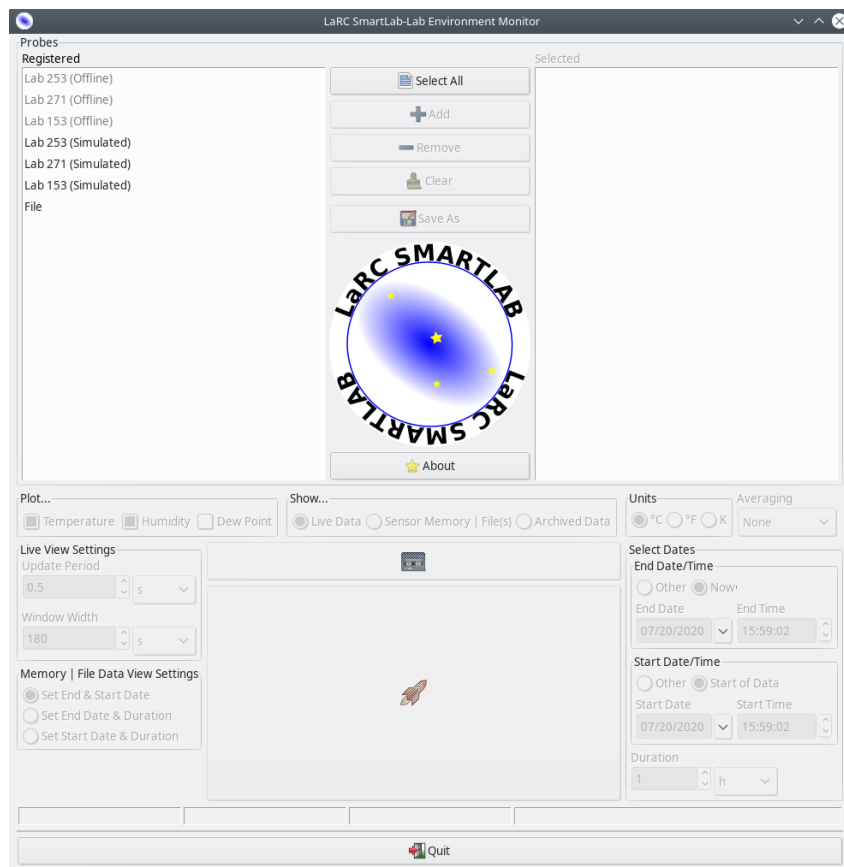 LaRC SmartLab-Lab Environment Monitor
Probes
Registered
Selected
Lab 253 (Offline)
Lab 271 (Offline)
Lab 153 (Offline)
Lab 253 (Simulated)
Lab 271 (Simulated)
Lab 153 (Simulated)
File
Select All
Add
Remove
Clear
Save As
LaRC SMARTLAB
LaRC SMARTLAB
About
Plot...
Temperature Humidity Dew Point
Show...
Live Data Sensor Memory | File(s) Archived Data
Units
°C °F K
Averaging
None
Live View Settings
Update Period
0.5 s
Window Width
180 s
Memory | File Data View Settings
Set End & Start Date
Set End Date & Duration
Set Start Date & Duration
Select Dates
End Date/Time
Other Now
End Date End Time
07/20/2020 15:59:02
Start Date/Time
Other Start of Data
Start Date Start Time
07/20/2020 15:59:02
Duration
1 h
Quit